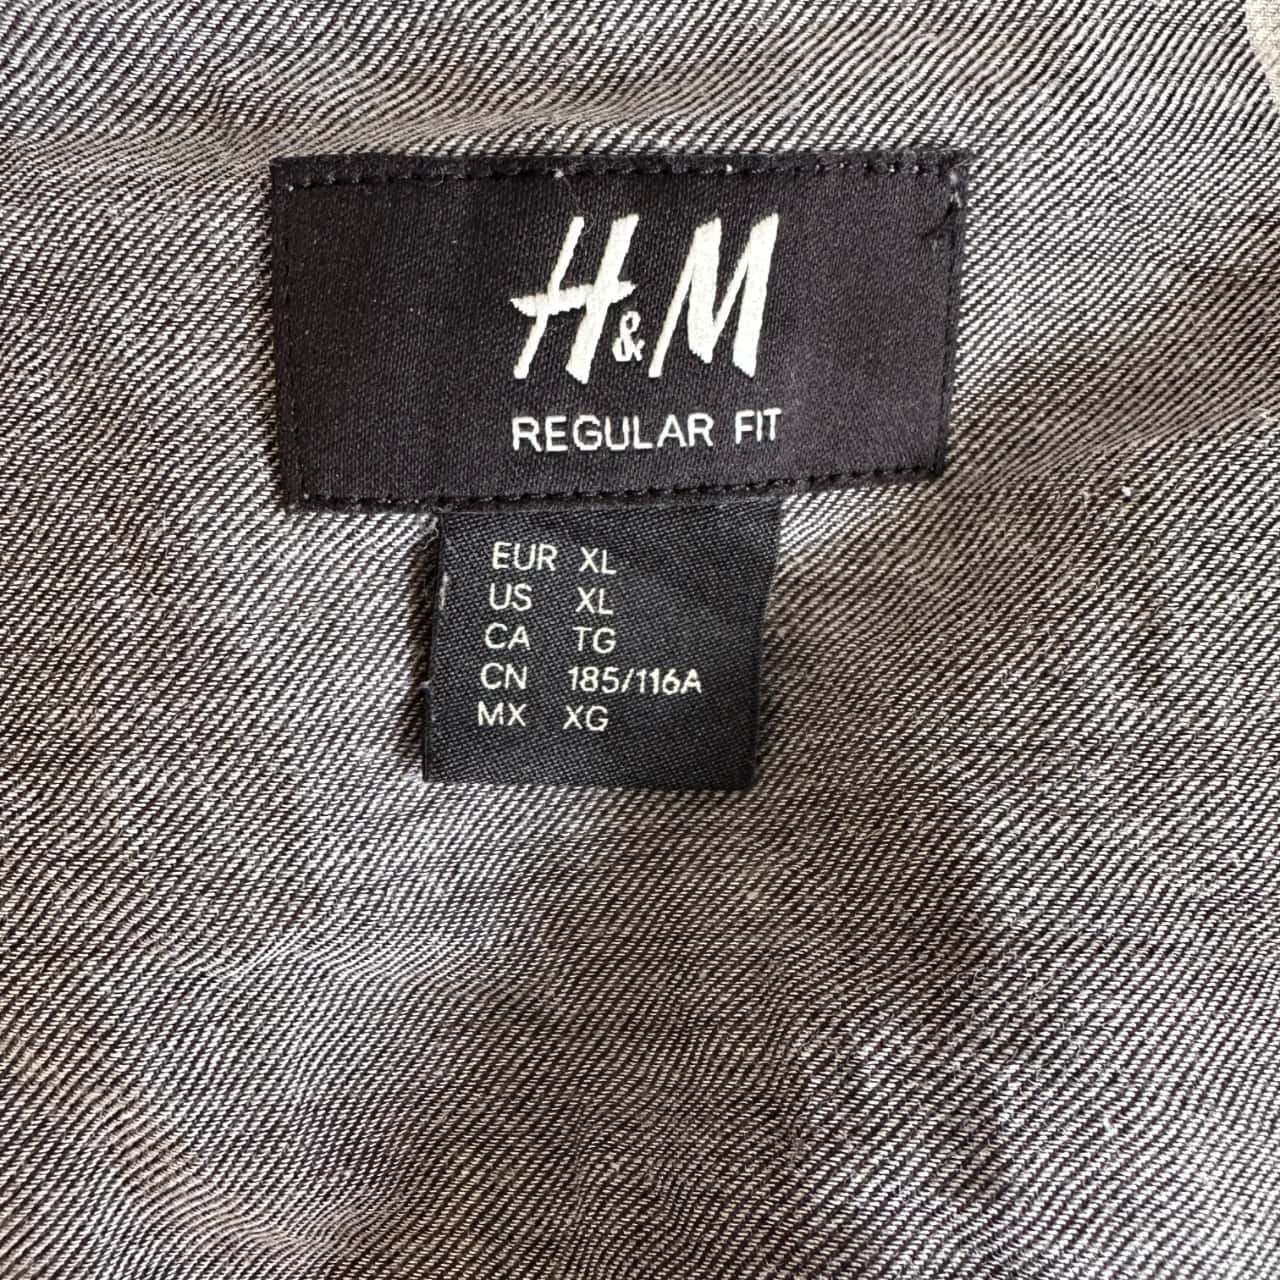 H&M
REGULAR FIT
EUR XL
US XL
CA TG
CN 185/116A
MX XG